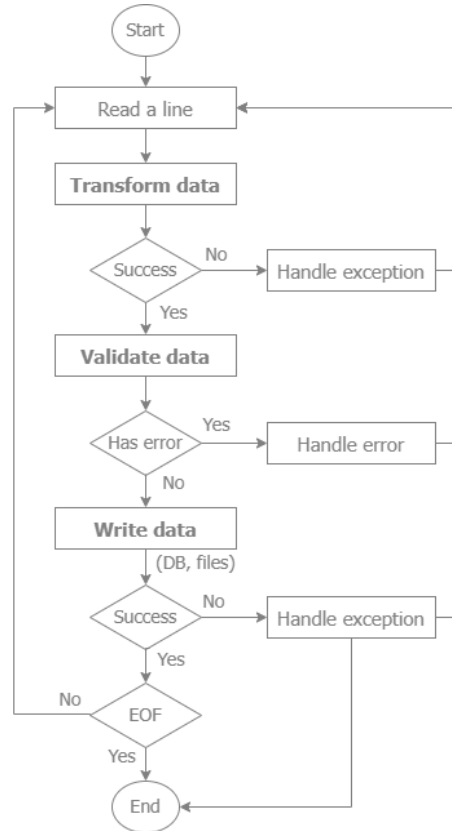 Start
Read a line
Transform data
Success
No
Handle exception
Yes
Validate data
Has error
Yes
Handle error
No
Write data
(DB, files)
Success
No
Handle exception
Yes
No
EOF
Yes
End